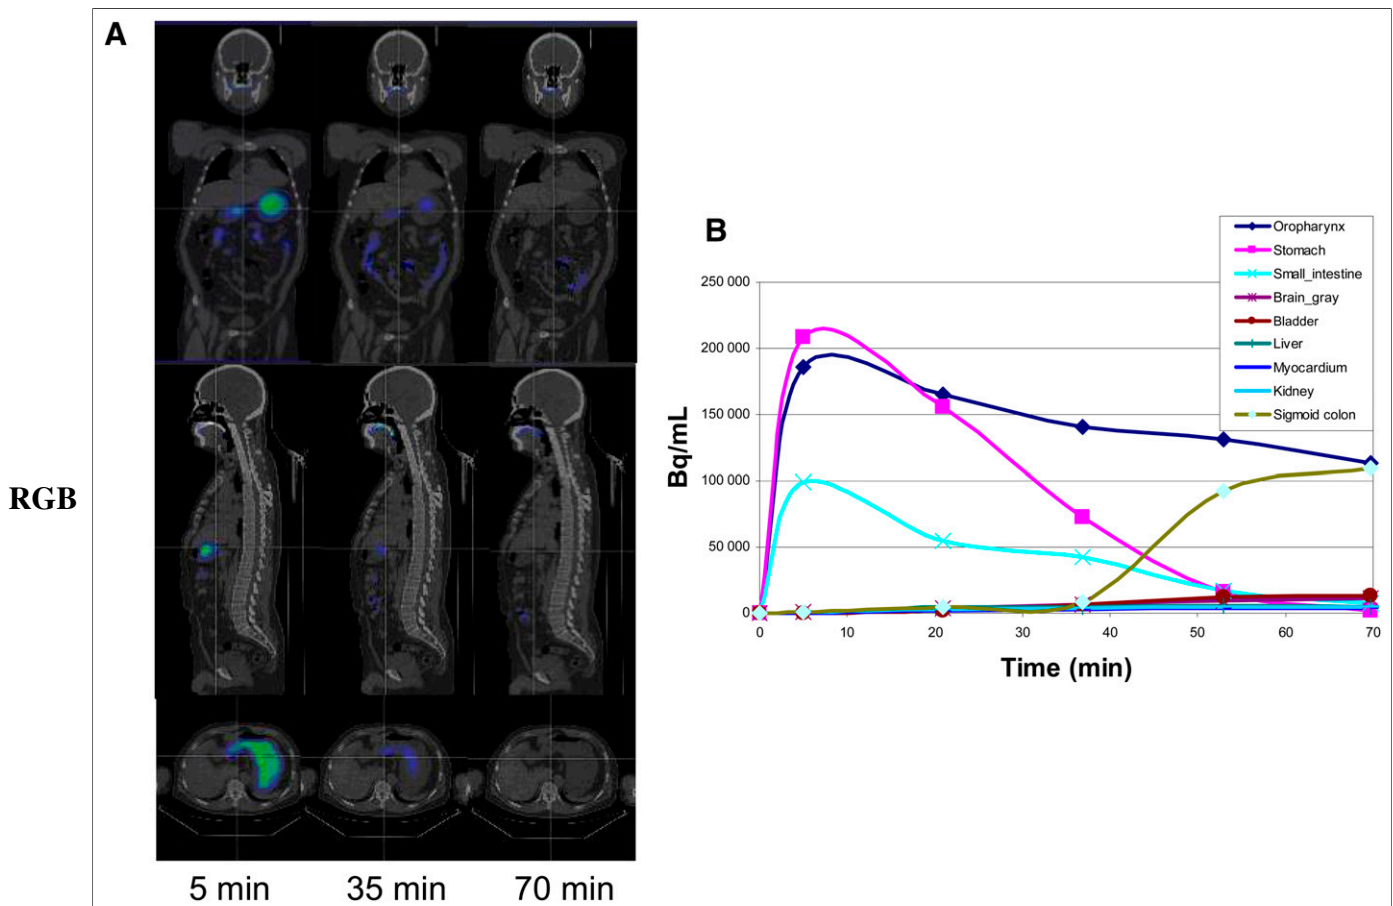 A
RGB
5 min 35 min 70 min
B
Oropharynx
Stomach
Small_intestine
Brain_gray
Bladder
Liver
Myocardium
Kidney
Sigmoid colon
250 000
200 000
150 000
100 000
50 000
0
Bq/mL
0 10 20 30 40 50 60 70
Time (min)